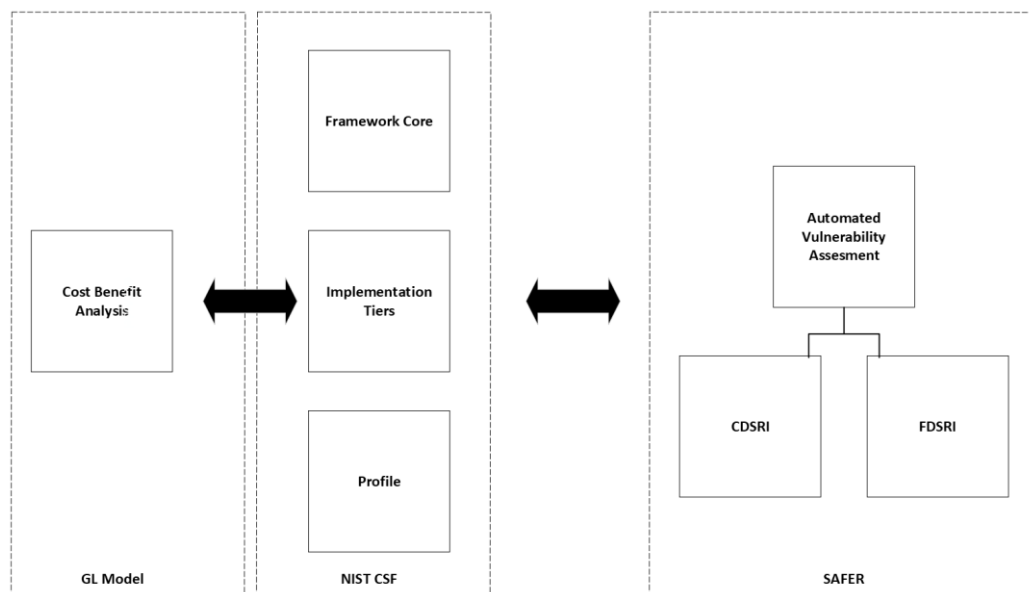 Framework Core
Cost Benefit
Analysis
Implementation
Tiers
Profile
Automated
Vulnerability
Assesment
CDSRI
FDSRI
GL Model
NIST CSF
SAFER